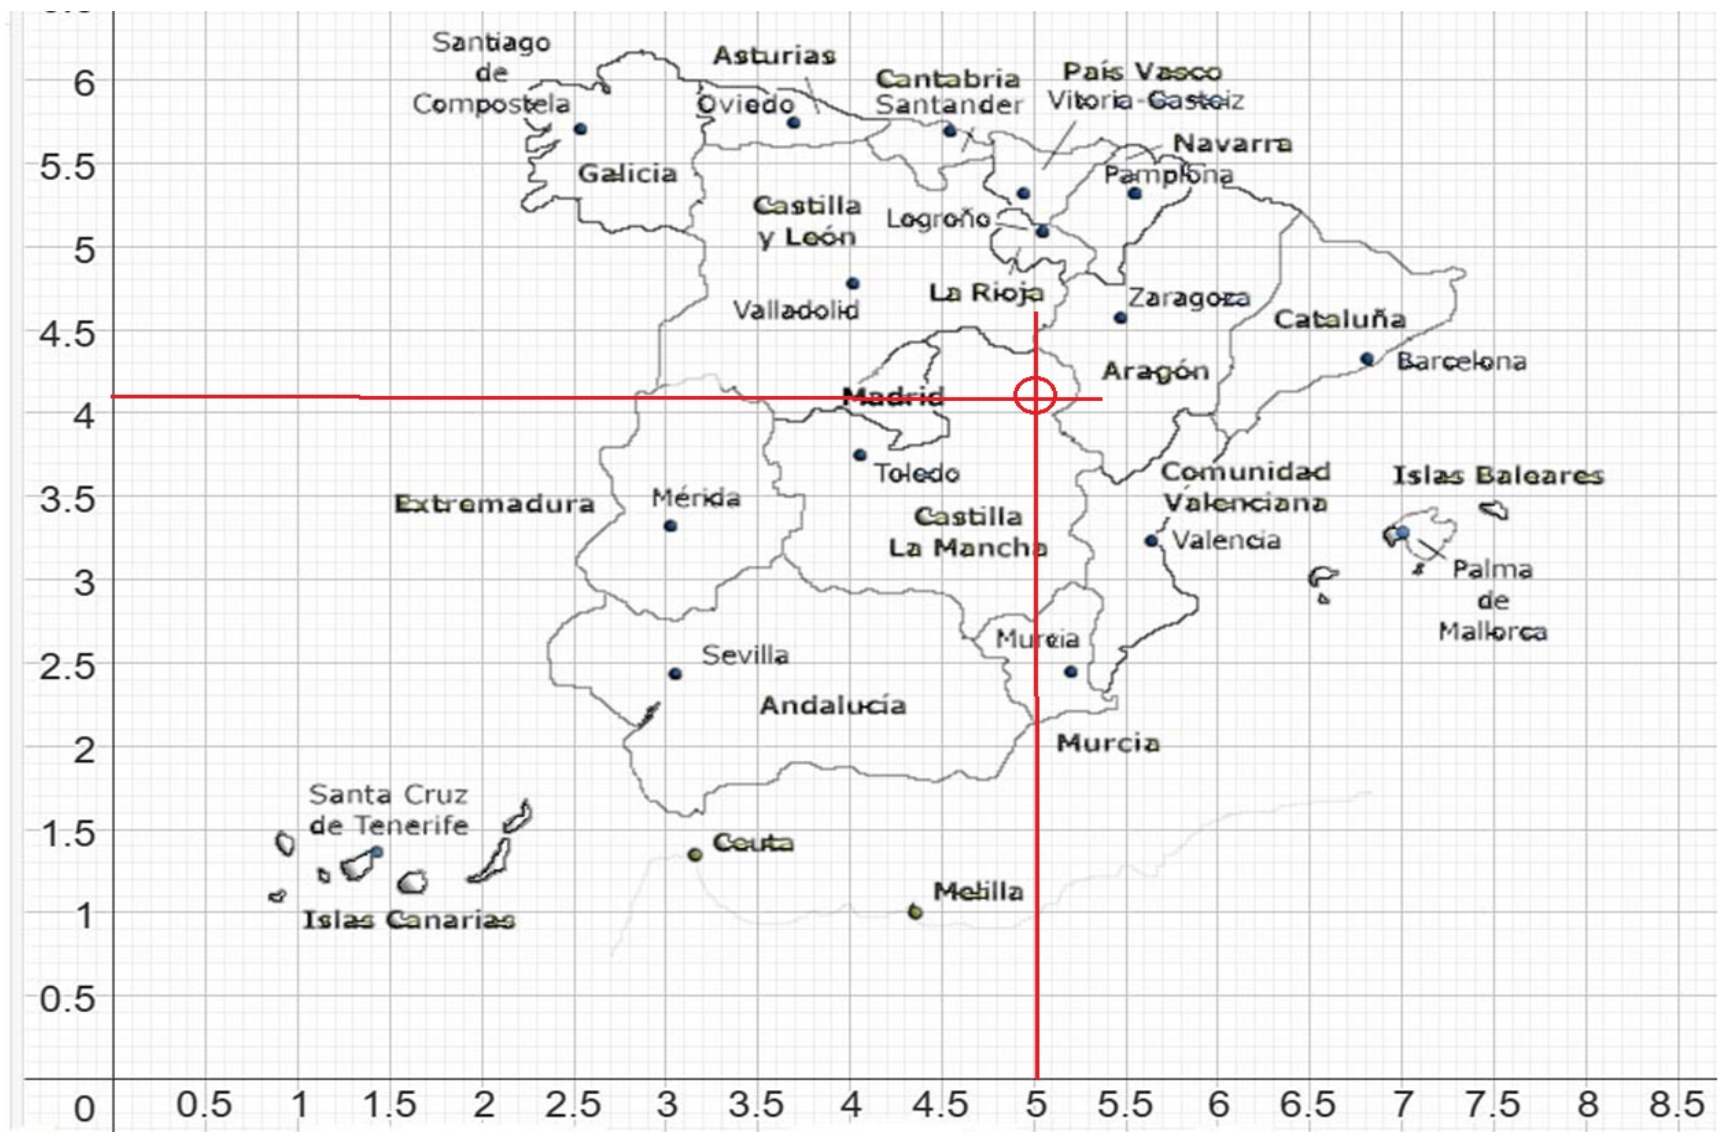 Santiago
de
Compostela
Asturias
Oviedo
Cantabria
Santander
País Vasco
Vitoria-Gasteiz
Navarra
Pamplona
Galicia
Castilla
y León
Logroño
La Rioja
Valladolid
Zaragoza
Cataluña
Barcelona
Aragón
Madrid
Toledo
Comunidad
Valenciana
Islas Baleares
Extremadura
Mérida
Castilla
La Mancha
Valencia
Palma
de
Mallorca
Murcia
Sevilla
Andalucía
Murcia
Santa Cruz
de Tenerife
Ceuta
Melilla
Islas Canarias
6
5.5
5
4.5
4
3.5
3
2.5
2
1.5
1
0.5
0 0.5 1 1.5 2 2.5 3 3.5 4 4.5 5 5.5 6 6.5 7 7.5 8 8.5